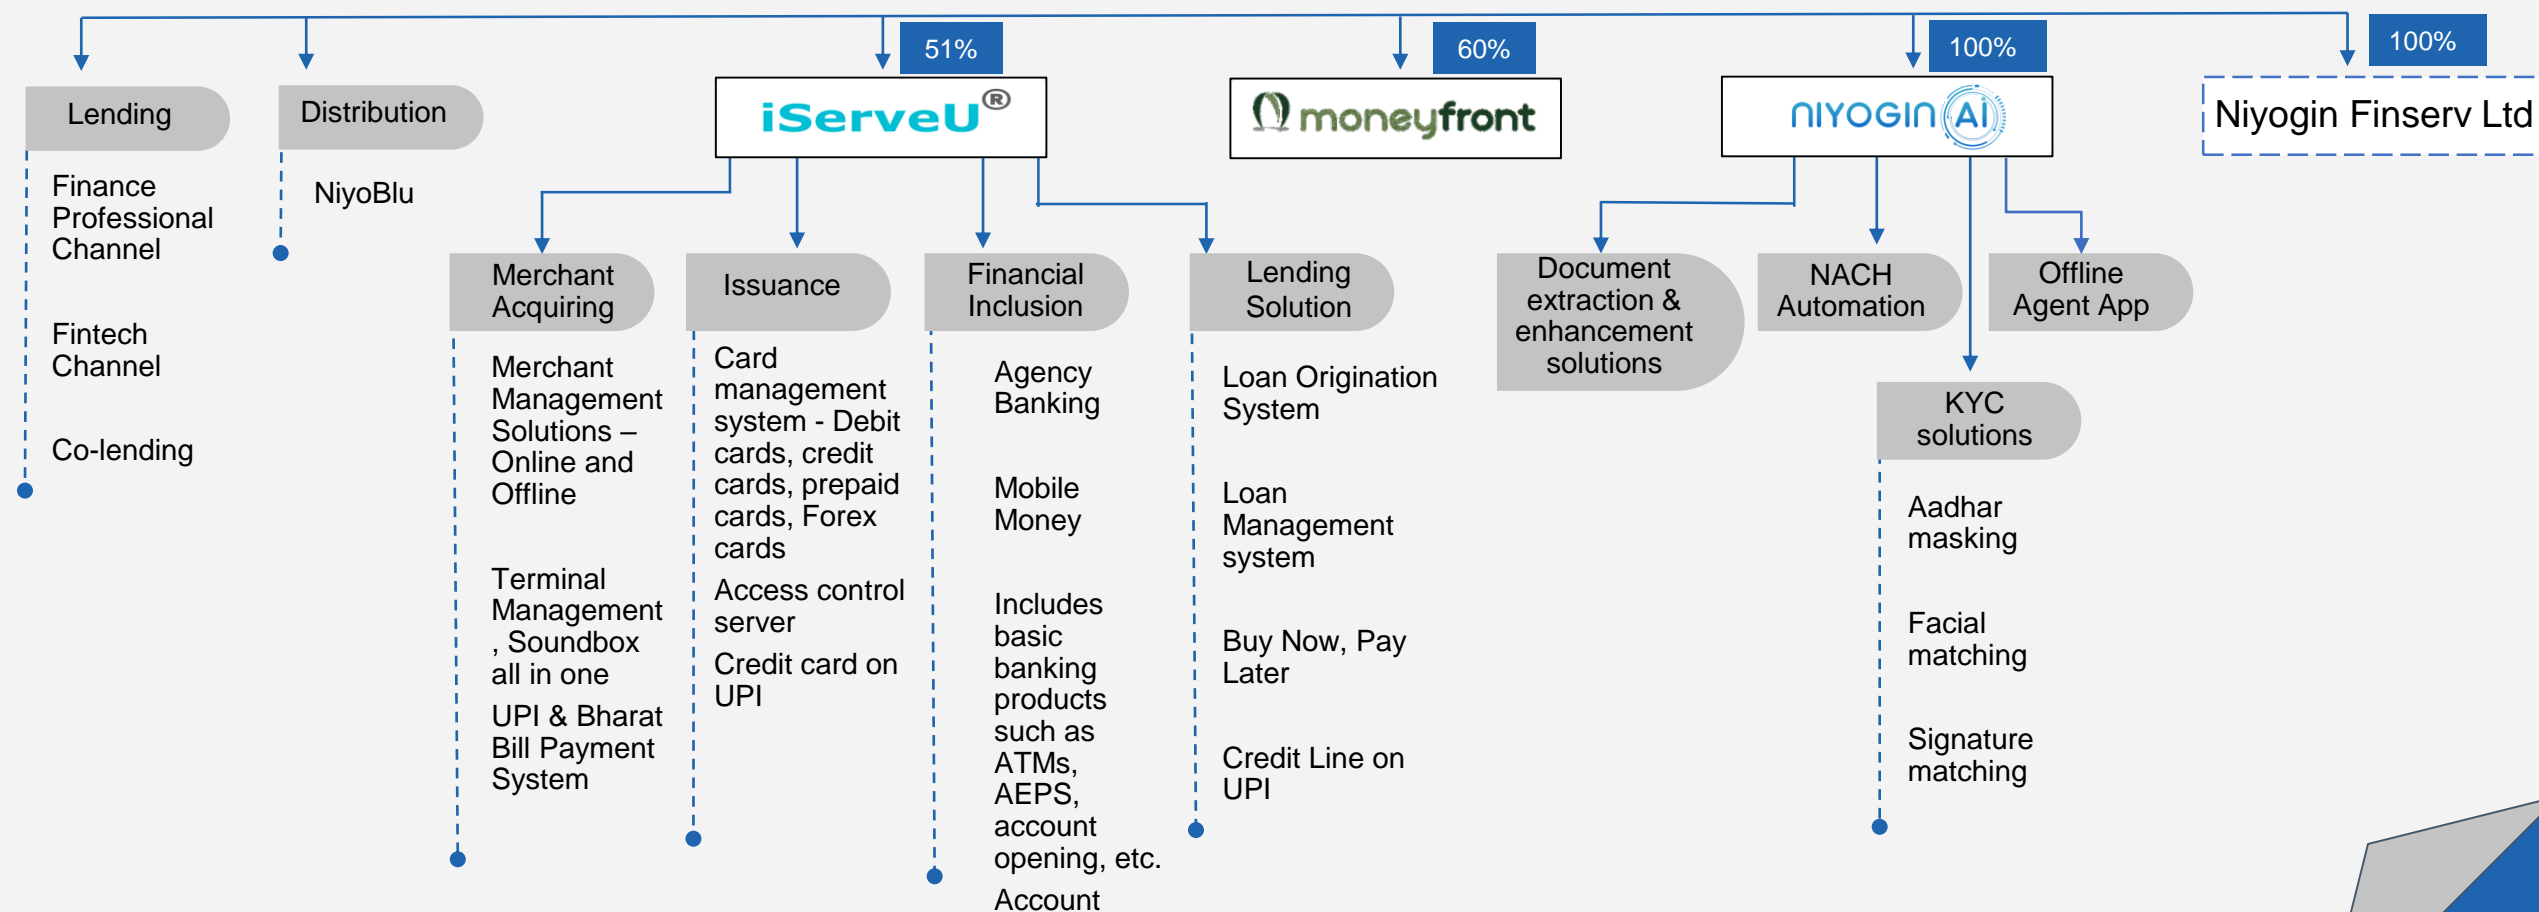 51%
60%
100%
100%
Lending
Finance
Professional
Channel
Fintech
Channel
Co-lending
Distribution
NiyoBlu
iServeU®
Merchant
Acquiring
Merchant
Management
Solutions –
Online and
Offline
Terminal
Management
, Soundbox
all in one
UPI & Bharat
Bill Payment
System
Issuance
Card
management
system - Debit
cards, credit
cards, prepaid
cards, Forex
cards
Access control
server
Credit card on
UPI
Financial
Inclusion
Agency
Banking
Mobile
Money
Includes
basic
banking
products
such as
ATMs,
AEPS,
account
opening, etc.
Account
Lending
Solution
Loan Origination
System
Loan
Management
system
Buy Now, Pay
Later
Credit Line on
UPI
moneyfront
NIYOGIN AI
Document
extraction &
enhancement
solutions
NACH
Automation
KYC
solutions
Aadhar
masking
Facial
matching
Signature
matching
Offline
Agent App
Niyogin Finserv Ltd